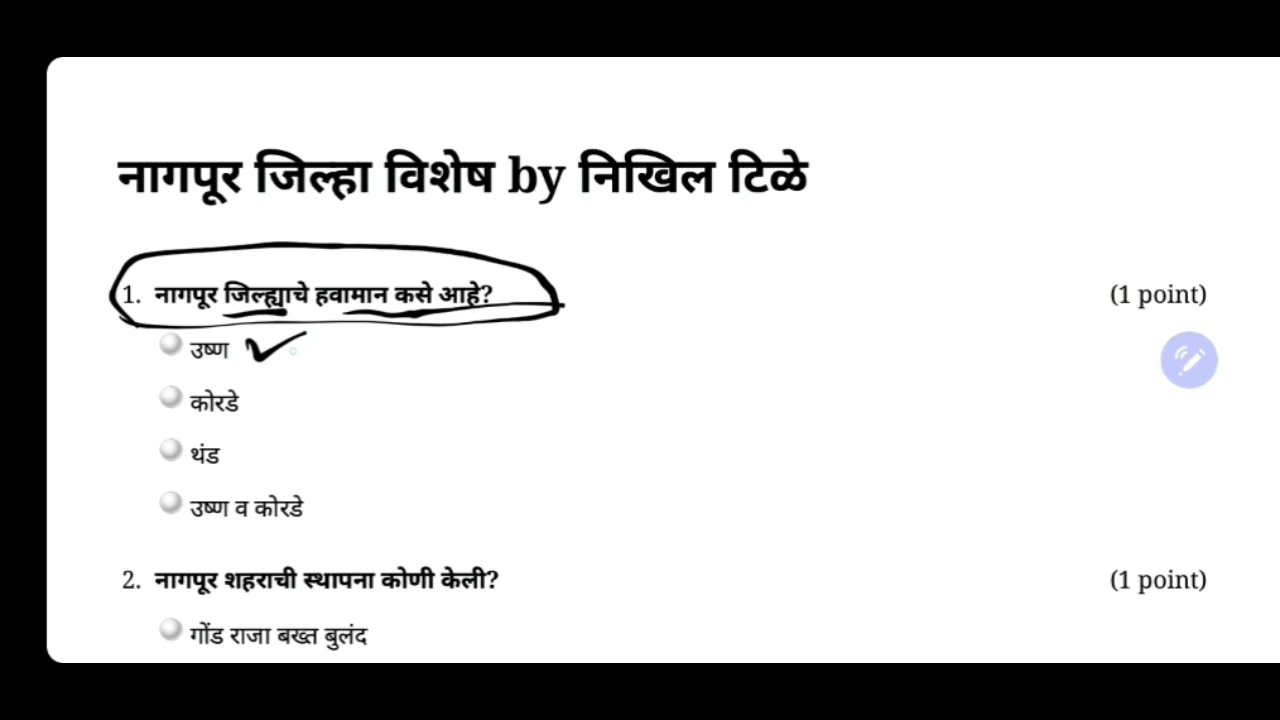 नागपूर जिल्हा विशेष by निखिल टिळे
1. नागपूर जिल्ह्याचे हवामान कसे आहे? (1 point)
उष्ण
कोरडे
थंड
उष्ण व कोरडे
2. नागपूर शहराची स्थापना कोणी केली? (1 point)
गोंड राजा बख्त बुलंद